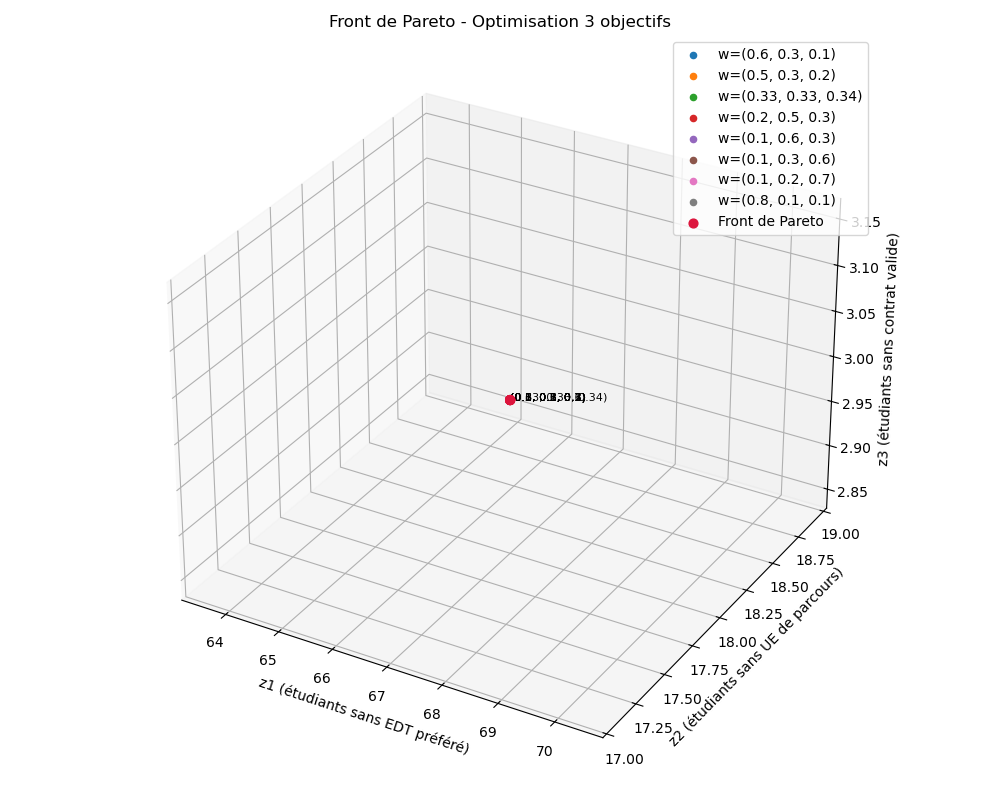 Front de Pareto - Optimisation 3 objectifs
w=(0.6, 0.3, 0.1)
w=(0.5, 0.3, 0.2)
w=(0.33, 0.33, 0.34)
w=(0.2, 0.5, 0.3)
w=(0.1, 0.6, 0.3)
w=(0.1, 0.3, 0.6)
w=(0.1, 0.2, 0.7)
w=(0.8, 0.1, 0.1)
Front de Pareto
3.15
3.10
3.05
3.00
2.95
2.90
2.85
z3 (étudiants sans contrat valide)
19.00
18.75
18.50
18.25
18.00
17.75
17.50
17.25
17.00
z2 (étudiants sans UE de parcours)
64
65
66
67
68
69
70
z1 (étudiants sans EDT préféré)